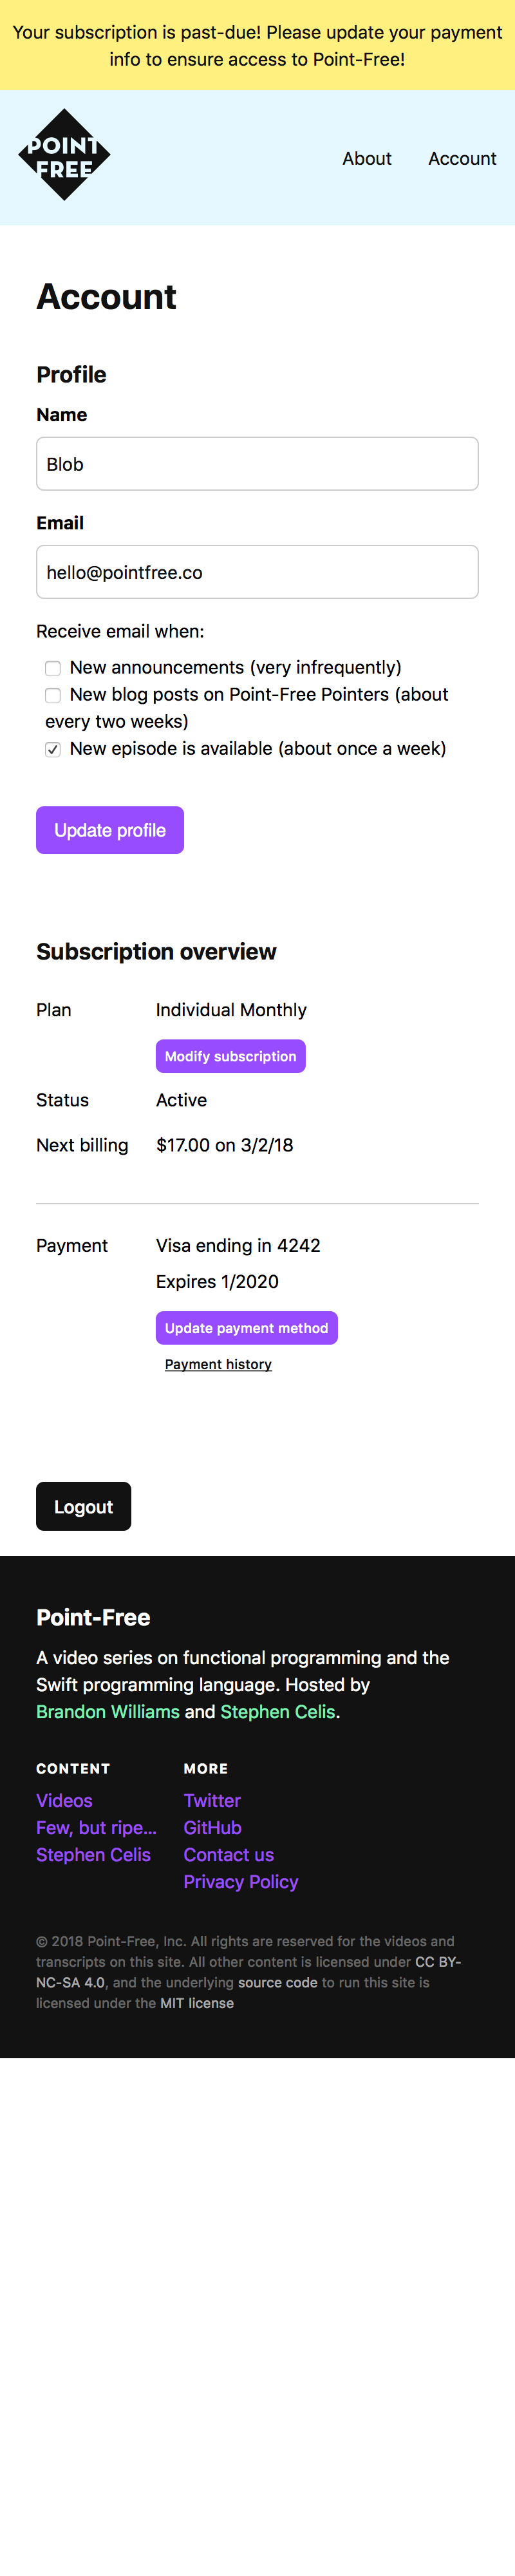 Your subscription is past-due! Please update your payment
info to ensure access to Point-Free!
POINT
FREE
About
Account
Account
Profile
Name
Blob
Email
hello@pointfree.co
Receive email when:
New announcements (very infrequently)
New blog posts on Point-Free Pointers (about
every two weeks)
New episode is available (about once a week)
Update profile
Subscription overview
Plan
Individual Monthly
Modify subscription
Status
Active
Next billing
$17.00 on 3/2/18
Payment
Visa ending in 4242
Expires 1/2020
Update payment method
Payment history
Logout
Point-Free
A video series on functional programming and the
Swift programming language. Hosted by
Brandon Williams and Stephen Celis.
CONTENT
Videos
Few, but ripe...
Stephen Celis
MORE
Twitter
GitHub
Contact us
Privacy Policy
© 2018 Point-Free, Inc. All rights are reserved for the videos and
transcripts on this site. All other content is licensed under CC BY-
NC-SA 4.0, and the underlying source code to run this site is
licensed under the MIT license